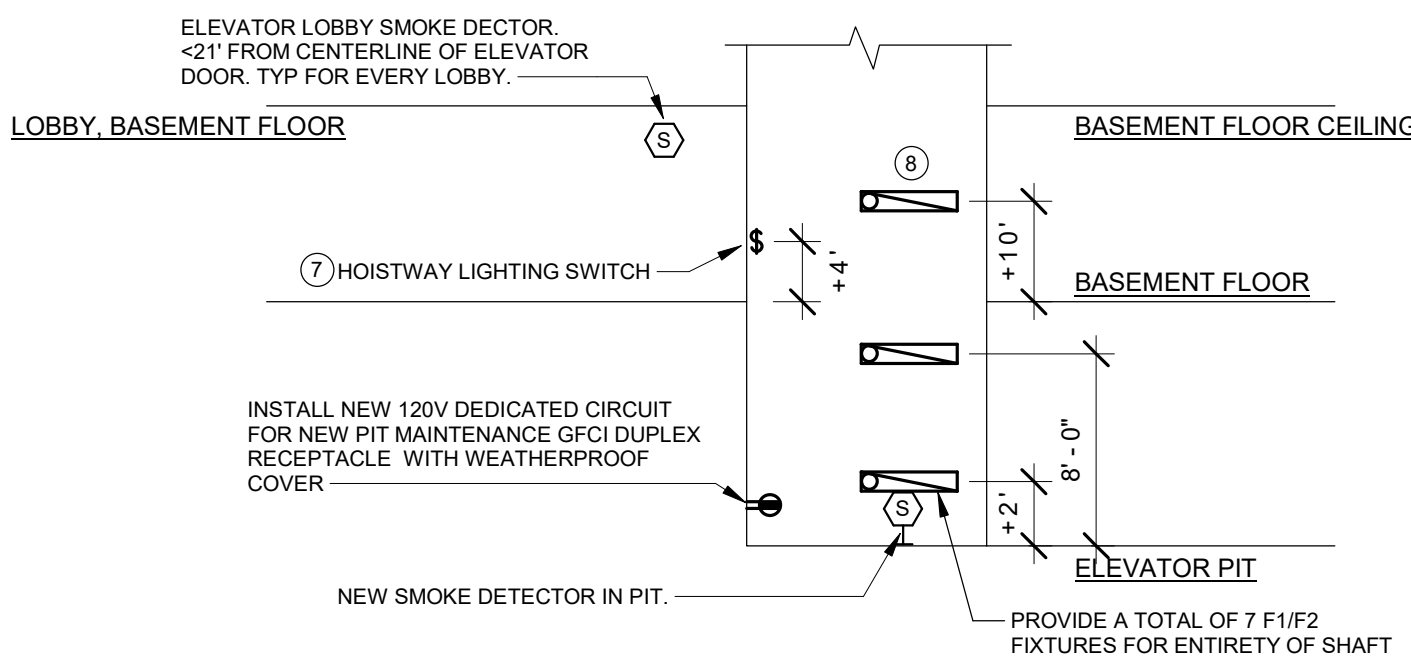 ELEVATOR LOBBY SMOKE DECTOR.
<21' FROM CENTERLINE OF ELEVATOR
DOOR. TYP FOR EVERY LOBBY.
LOBBY, BASEMENT FLOOR
S
BASEMENT FLOOR CEILING
8
7 HOISTWAY LIGHTING SWITCH
$
+4'
+10'
BASEMENT FLOOR
INSTALL NEW 120V DEDICATED CIRCUIT
FOR NEW PIT MAINTENANCE GFCI DUPLEX
RECEPTACLE WITH WEATHERPROOF
COVER
8' - 0"
S
+2'
ELEVATOR PIT
NEW SMOKE DETECTOR IN PIT.
PROVIDE A TOTAL OF 7 F1/F2
FIXTURES FOR ENTIRETY OF SHAFT